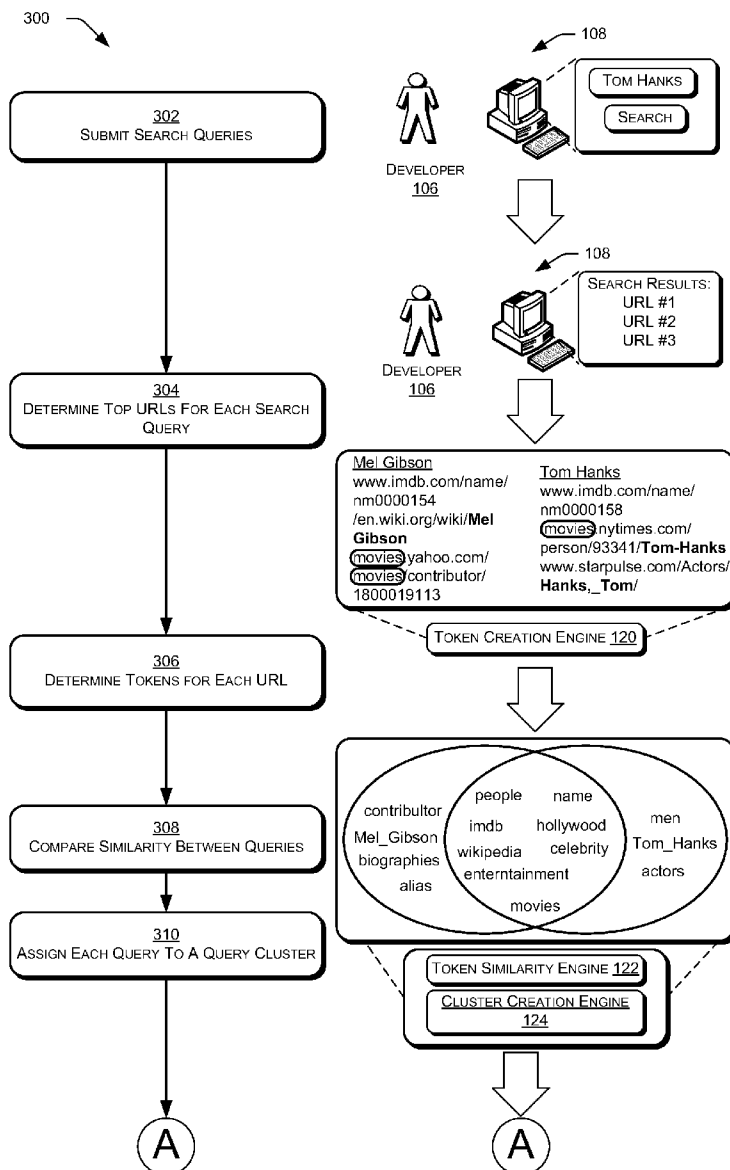 300
302
SUBMIT SEARCH QUERIES
304
DETERMINE TOP URLS FOR EACH SEARCH
QUERY
306
DETERMINE TOKENS FOR EACH URL
308
COMPARE SIMILARITY BETWEEN QUERIES
310
ASSIGN EACH QUERY TO A QUERY CLUSTER
A
108
TOM HANKS
SEARCH
DEVELOPER
106
108
SEARCH RESULTS:
URL #1
URL #2
URL #3
DEVELOPER
106
Mel Gibson
www.imdb.com/name/
nm0000154
/en.wiki.org/wiki/Mel
Gibson
movies.yahoo.com/
movies/contributor/
1800019113
Tom Hanks
www.imdb.com/name/
nm0000158
movies.nytimes.com/
person/93341/Tom-Hanks
www.starpulse.com/Actors/
Hanks,_Tom/
TOKEN CREATION ENGINE 120
contribultor
Mel_Gibson
biographies
alias
people name
imdb hollywood
wikipedia celebrity
enterntainment
movies
men
Tom_Hanks
actors
TOKEN SIMILARITY ENGINE 122
CLUSTER CREATION ENGINE
124
A